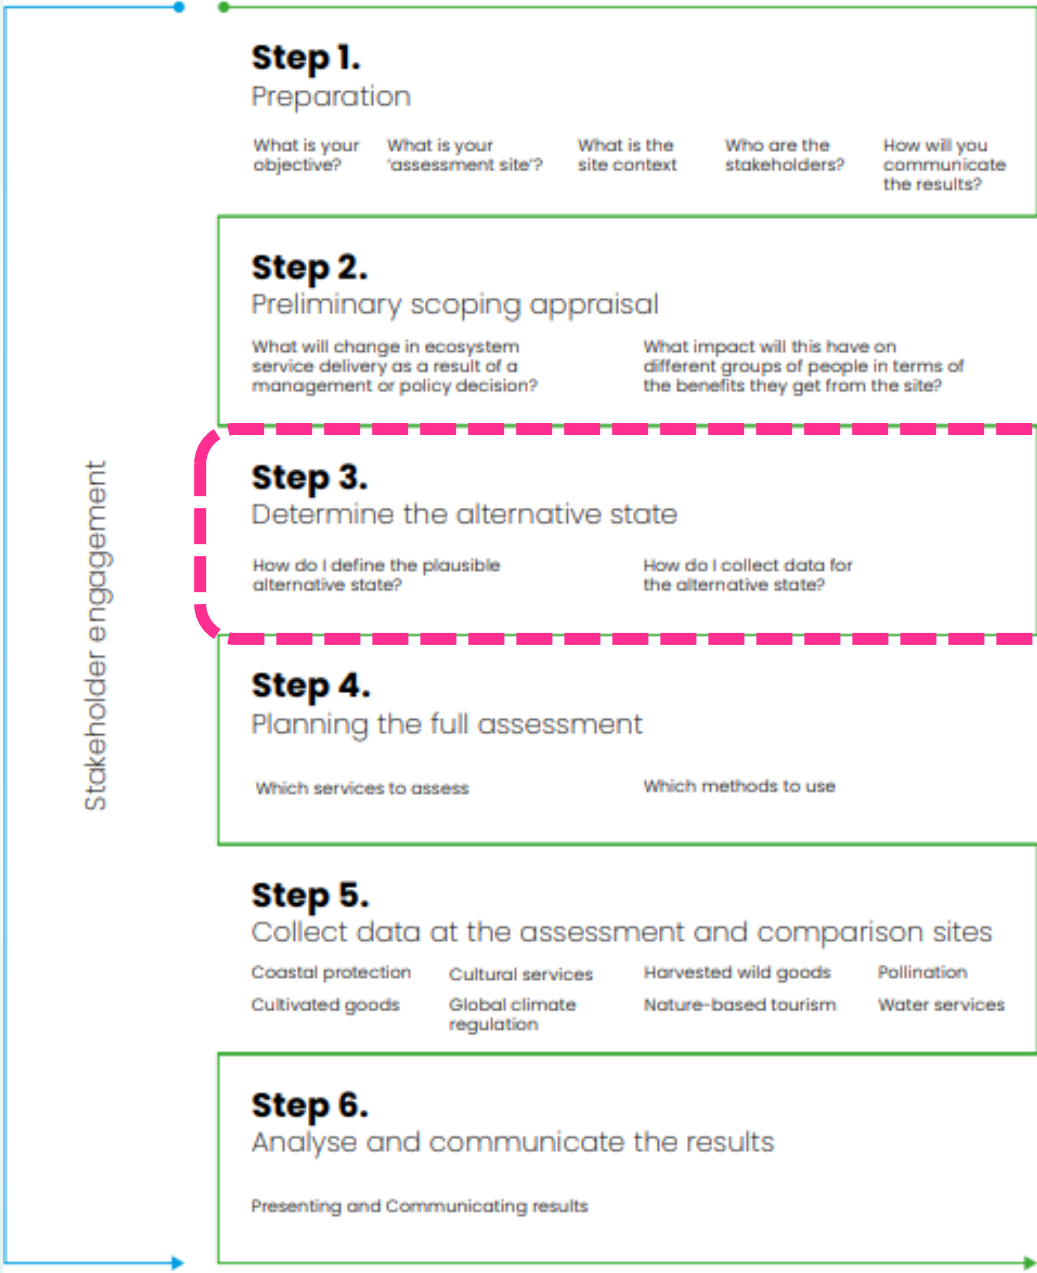 Step 1.
Preparation
What is your
objective?
What is your
'assessment site'?
What is the
site context
Who are the
stakeholders?
How will you
communicate
the results?
Step 2.
Preliminary scoping appraisal
What will change in ecosystem
service delivery as a result of a
management or policy decision?
What impact will this have on
different groups of people in terms of
the benefits they get from the site?
Step 3.
Determine the alternative state
How do I define the plausible
alternative state?
How do I collect data for
the alternative state?
Stakeholder engagement
Step 4.
Planning the full assessment
Which services to assess
Which methods to use
Step 5.
Collect data at the assessment and comparison sites
Coastal protection
Cultural services
Harvested wild goods
Pollination
Cultivated goods
Global climate
regulation
Nature-based tourism
Water services
Step 6.
Analyse and communicate the results
Presenting and Communicating results